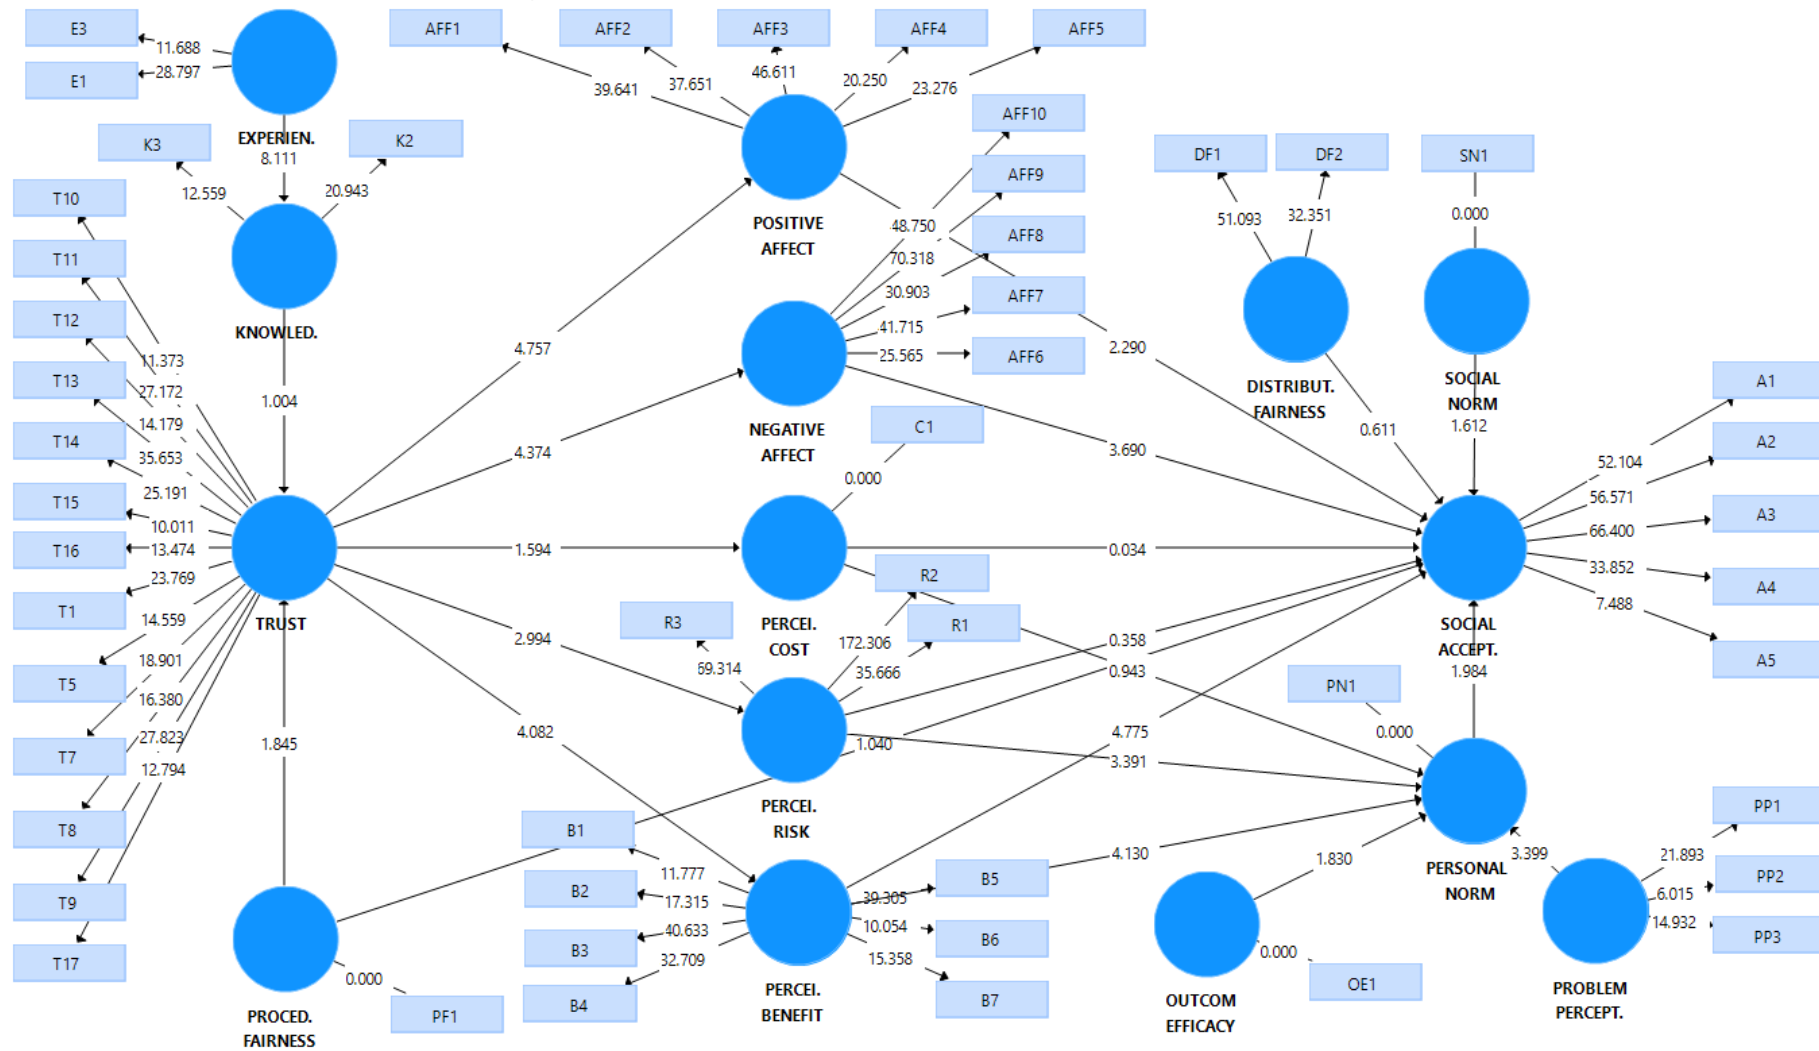 E3
AFF1
AFF2
AFF3
AFF4
AFF5
11.688
28.797
E1
39.641
37.651
46.611
20.250
23.276
AFF10
K3
EXPERIEN.
8.111
K2
DF1
DF2
SN1
12.559
20.943
AFF9
T10
51.093
32.351
0.000
POSITIVE
AFFECT
48.750
AFF8
T11
70.318
30.903
AFF7
T12
KNOWLED.
41.715
4.757
2.290
25.565
AFF6
11.373
T13
27.172
DISTRIBUT.
FAIRNESS
SOCIAL
NORM
A1
1.004
14.179
NEGATIVE
AFFECT
C1
0.611
1.612
T14
35.653
4.374
3.690
A2
52.104
25.191
0.000
56.571
T15
10.011
A3
T16
13.474
1.594
0.034
66.400
23.769
R2
33.852
A4
T1
14.559
TRUST
PERCEI.
COST
R3
R1
7.488
SOCIAL
ACCEPT.
2.994
172.306
0.358
A5
18.901
69.314
35.666
0.943
1.984
T5
PN1
16.380
27.823
1.845
4.082
4.775
0.000
T7
12.794
1.040
3.391
PERCEI.
RISK
PP1
T8
B1
4.130
1.830
3.399
21.893
11.777
PERSONAL
NORM
B2
17.315
39.305
B5
6.015
PP2
T9
40.633
10.054
14.932
B3
B6
PP3
T17
32.709
15.358
0.000
0.000
PERCEI.
BENEFIT
OE1
B4
B7
PROCED.
FAIRNESS
PF1
OUTCOM
EFFICACY
PROBLEM
PERCEPT.